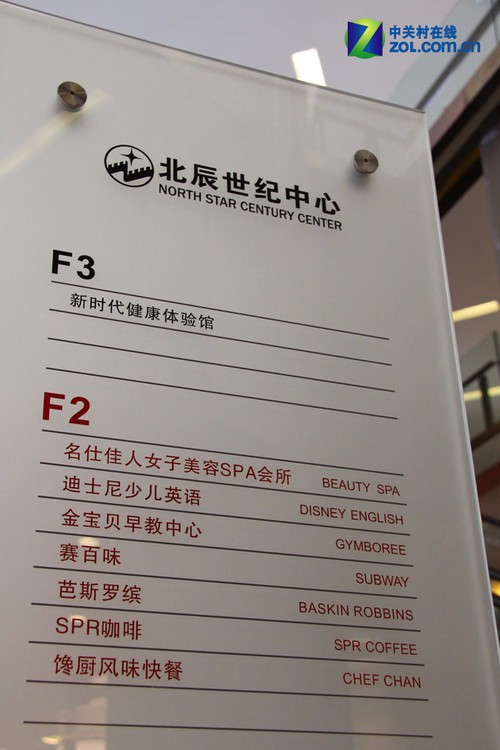 中关村在线
ZOL.COM.CN
北辰世纪中心
NORTH STAR CENTURY CENTER
F3
新时代健康体验馆
F2
名仕佳人女子美容SPA会所 BEAUTY SPA
迪士尼少儿英语 DISNEY ENGLISH
金宝贝早教中心 GYMBOREE
赛百味 SUBWAY
芭斯罗缤 BASKIN ROBBINS
SPR咖啡 SPR COFFEE
馋厨风味快餐 CHEF CHAN